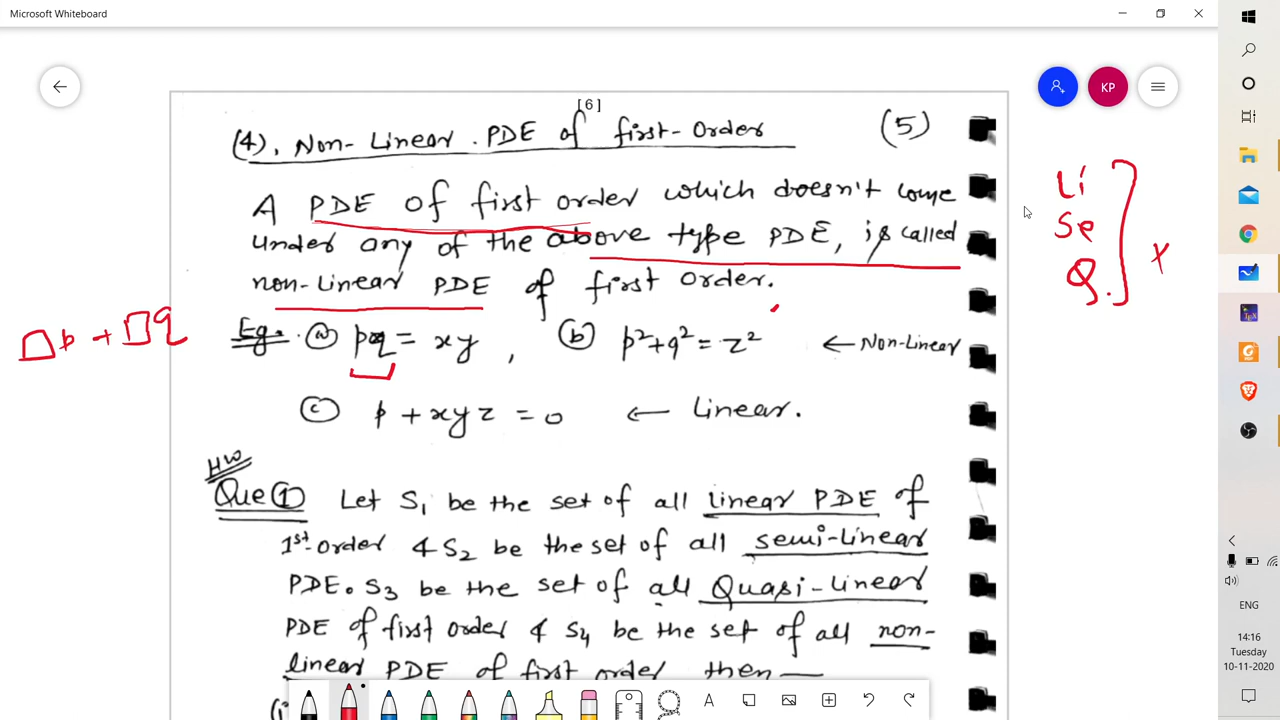 Microsoft Whiteboard
KP
[6]
(4). Non-Linear PDE of first-Order (5)
A PDE of first order which doesn't come
under any of the above type PDE, is called
non-linear PDE of first order.
Li
Se
Q.
x
□p + □q
Eg. (a) pq = xy , (b) p²+q² = z² ← Non-Linear
(c) p + xyz = 0 ← Linear.
HW
Que(1) Let S₁ be the set of all linear PDE of
1st order & S₂ be the set of all semi-linear
PDE. S₃ be the set of all Quasi-linear
PDE of first order & S₄ be the set of all non-
linear PDE of first order then —
(i
A
ENG
14:16
Tuesday
10-11-2020